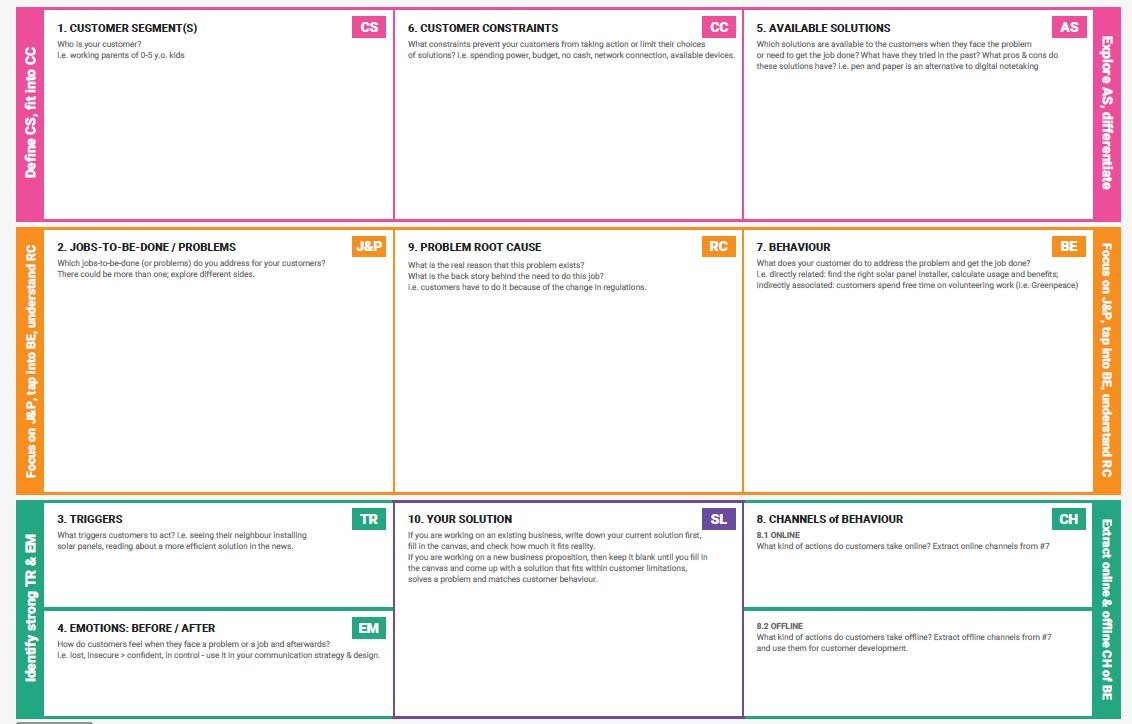 Define CS, fit into CC
1. CUSTOMER SEGMENT(S)
CS
Who is your customer?
i.e. working parents of 0-5 y.o. kids
6. CUSTOMER CONSTRAINTS
CC
What constraints prevent your customers from taking action or limit their choices
of solutions? i.e. spending power, budget, no cash, network connection, available devices.
5. AVAILABLE SOLUTIONS
AS
Which solutions are available to the customers when they face the problem
or need to get the job done? What have they tried in the past? What pros & cons do
these solutions have? i.e. pen and paper is an alternative to digital notetaking
Explore AS, differentiate
Focus on J&P, tap into BE, understand RC
2. JOBS-TO-BE-DONE / PROBLEMS
J&P
Which jobs-to-be-done (or problems) do you address for your customers?
There could be more than one; explore different sides.
9. PROBLEM ROOT CAUSE
RC
What is the real reason that this problem exists?
What is the back story behind the need to do this job?
i.e. customers have to do it because of the change in regulations.
7. BEHAVIOUR
BE
What does your customer do to address the problem and get the job done?
i.e. directly related: find the right solar panel installer, calculate usage and benefits;
indirectly associated: customers spend free time on volunteering work (i.e. Greenpeace)
Focus on J&P, tap into BE, understand RC
Identify strong TR & EM
3. TRIGGERS
TR
What triggers customers to act? i.e. seeing their neighbour installing
solar panels, reading about a more efficient solution in the news.
4. EMOTIONS: BEFORE / AFTER
EM
How do customers feel when they face a problem or a job and afterwards?
i.e. lost, insecure > confident, in control - use it in your communication strategy & design.
10. YOUR SOLUTION
SL
If you are working on an existing business, write down your current solution first,
fill in the canvas, and check how much it fits reality.
If you are working on a new business proposition, then keep it blank until you fill in
the canvas and come up with a solution that fits within customer limitations,
solves a problem and matches customer behaviour.
8. CHANNELS of BEHAVIOUR
CH
8.1 ONLINE
What kind of actions do customers take online? Extract online channels from #7
8.2 OFFLINE
What kind of actions do customers take offline? Extract offline channels from #7
and use them for customer development.
Extract online & offline CH of BE